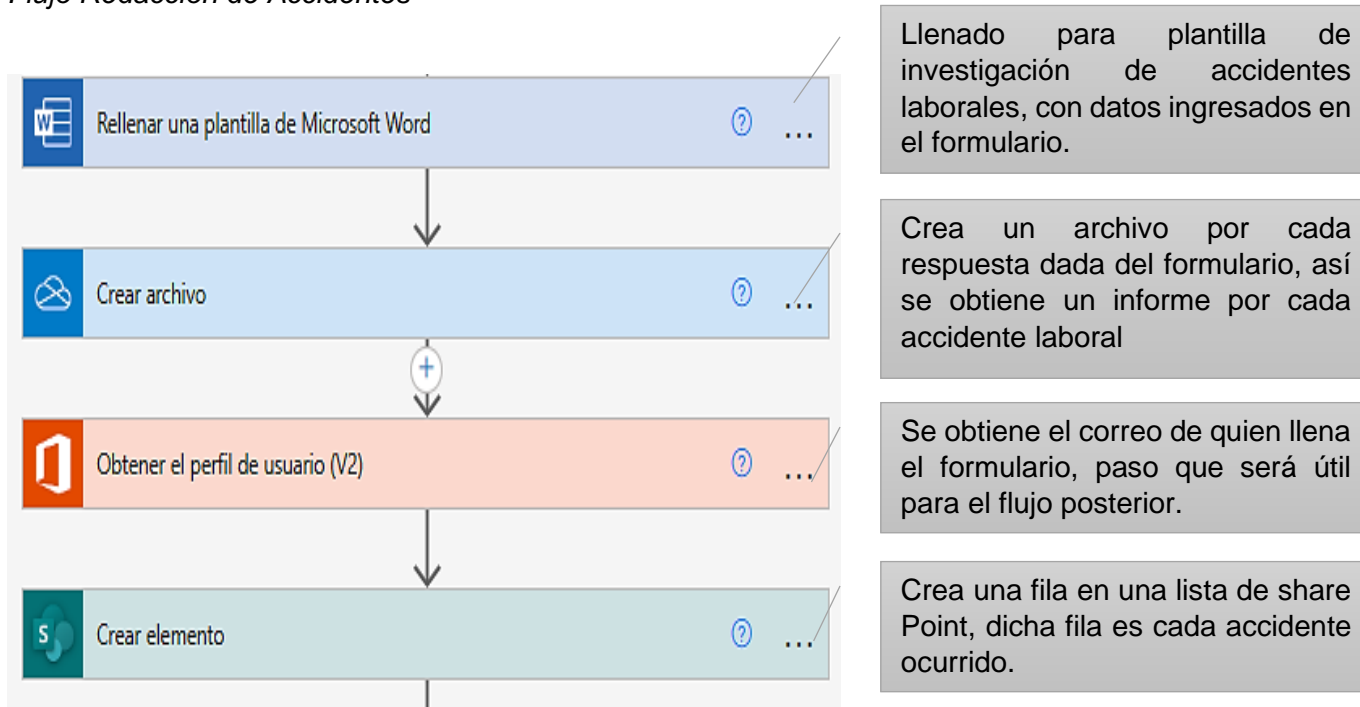 Flujo Redacción de Accidentes
Rellenar una plantilla de Microsoft Word
Llenado para plantilla de
investigación de accidentes
laborales, con datos ingresados en
el formulario.
Crear archivo
Crea un archivo por cada
respuesta dada del formulario, así
se obtiene un informe por cada
accidente laboral
Obtener el perfil de usuario (V2)
Se obtiene el correo de quien llena
el formulario, paso que será útil
para el flujo posterior.
Crear elemento
Crea una fila en una lista de share
Point, dicha fila es cada accidente
ocurrido.